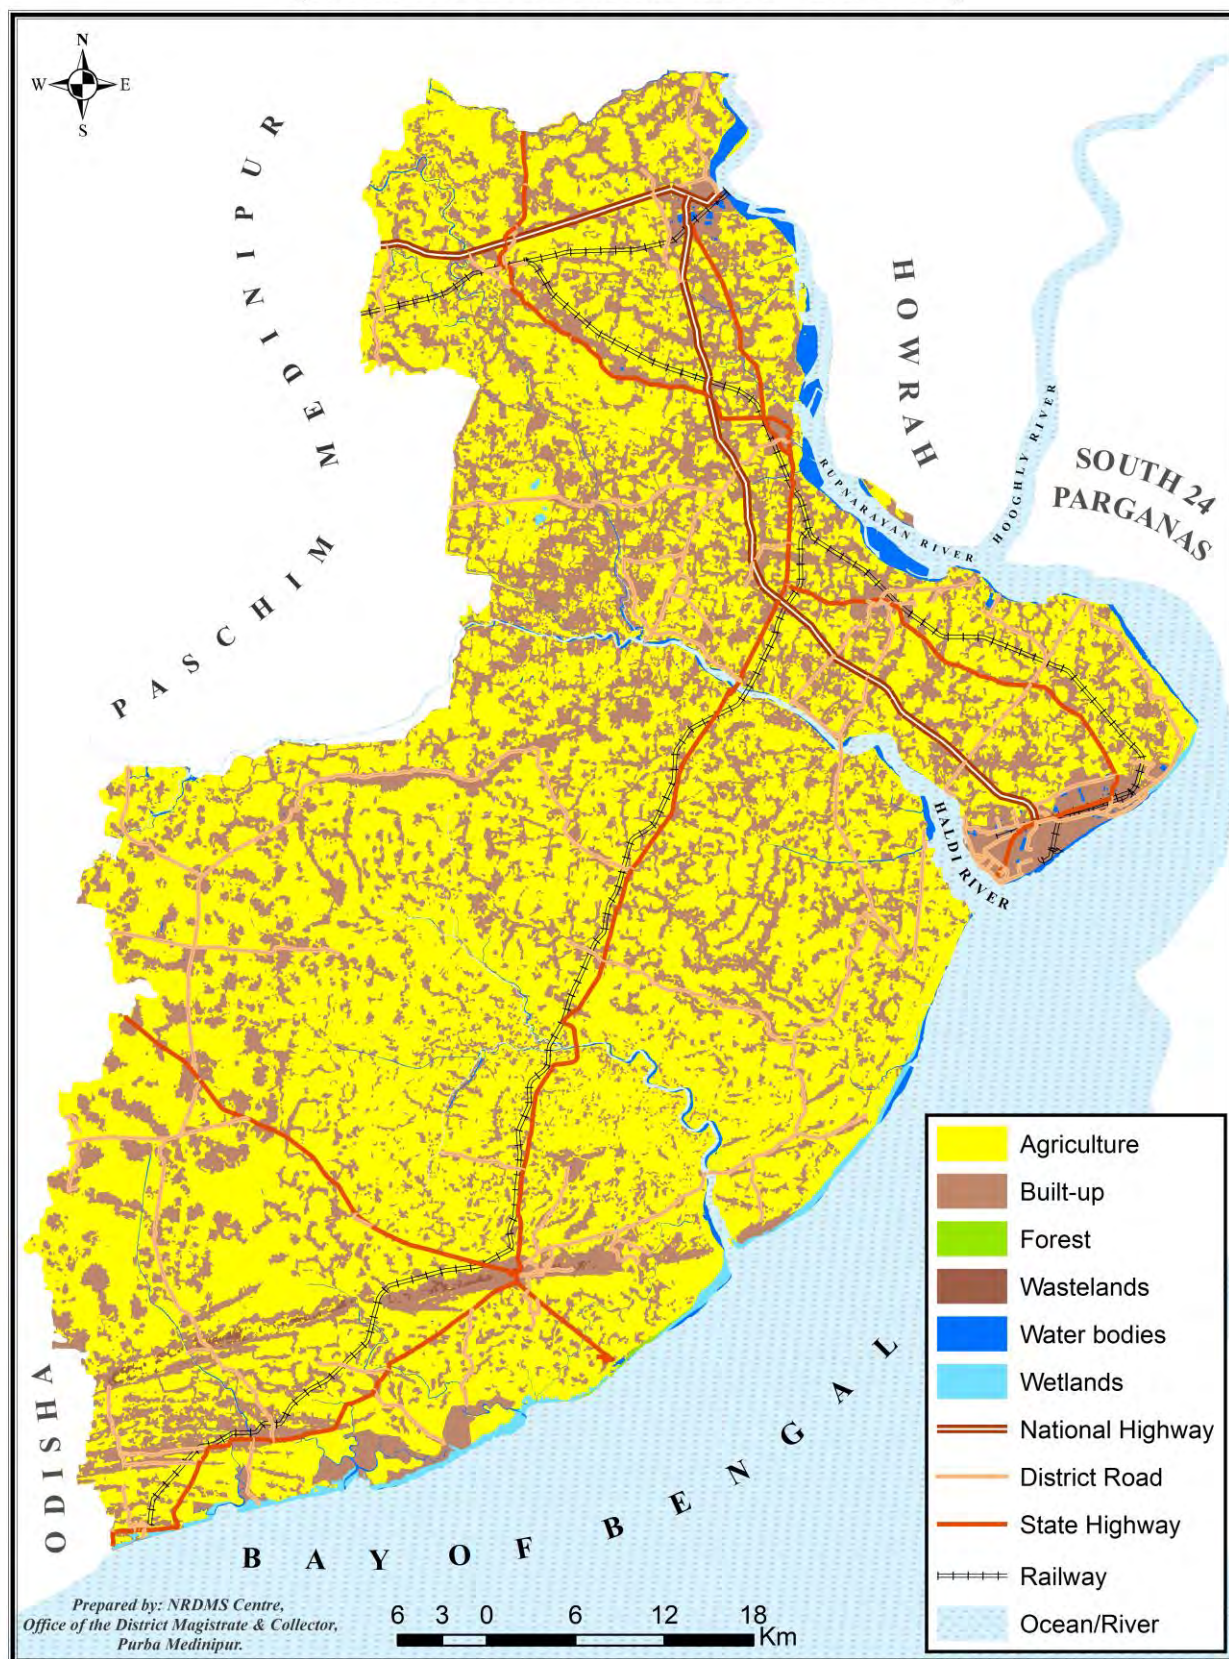 N
W E
S
PASCHIM MEDINIPUR
HOWRAH
SOUTH 24
PARGANAS
HOOGHLY RIVER
RUPNARAYAN RIVER
HALDI RIVER
ODISHA
BAY OF BENGAL
Agriculture
Built-up
Forest
Wastelands
Water bodies
Wetlands
National Highway
District Road
State Highway
Railway
Ocean/River
Prepared by: NRDMS Centre,
Office of the District Magistrate & Collector,
Purba Medinipur.
6 3 0 6 12 18
Km